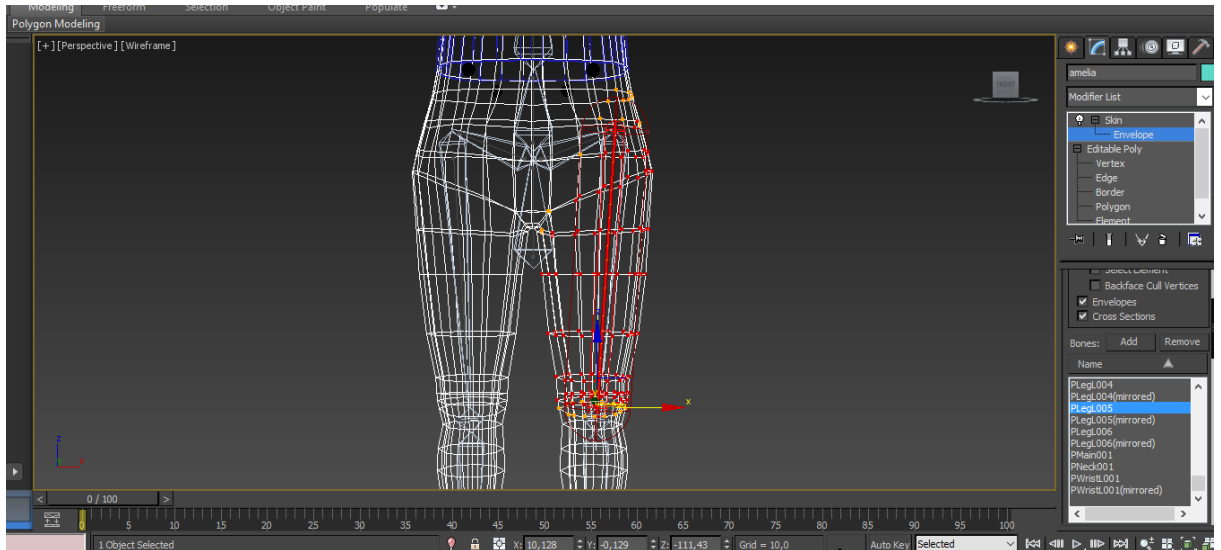 Modeling Freeform Selection Object Paint Populate
Polygon Modeling
[+] [Perspective] [Wireframe]
FRONT
amelia
Modifier List
Skin
Envelope
Editable Poly
Vertex
Edge
Border
Polygon
Element
Select Element
Backface Cull Vertices
Envelopes
Cross Sections
Bones: Add Remove
Name
PLegL004
PLegL004(mirrored)
PLegL005
PLegL005(mirrored)
PLegL006
PLegL006(mirrored)
PMain001
PNeck001
PWristL001
PWristL001(mirrored)
x
z
x
< 0 / 100 >
0 5 10 15 20 25 30 35 40 45 50 55 60 65 70 75 80 85 90 95 100
1 Object Selected X: 10,128 Y: -0,129 Z: -111,43 Grid = 10,0 Auto Key Selected